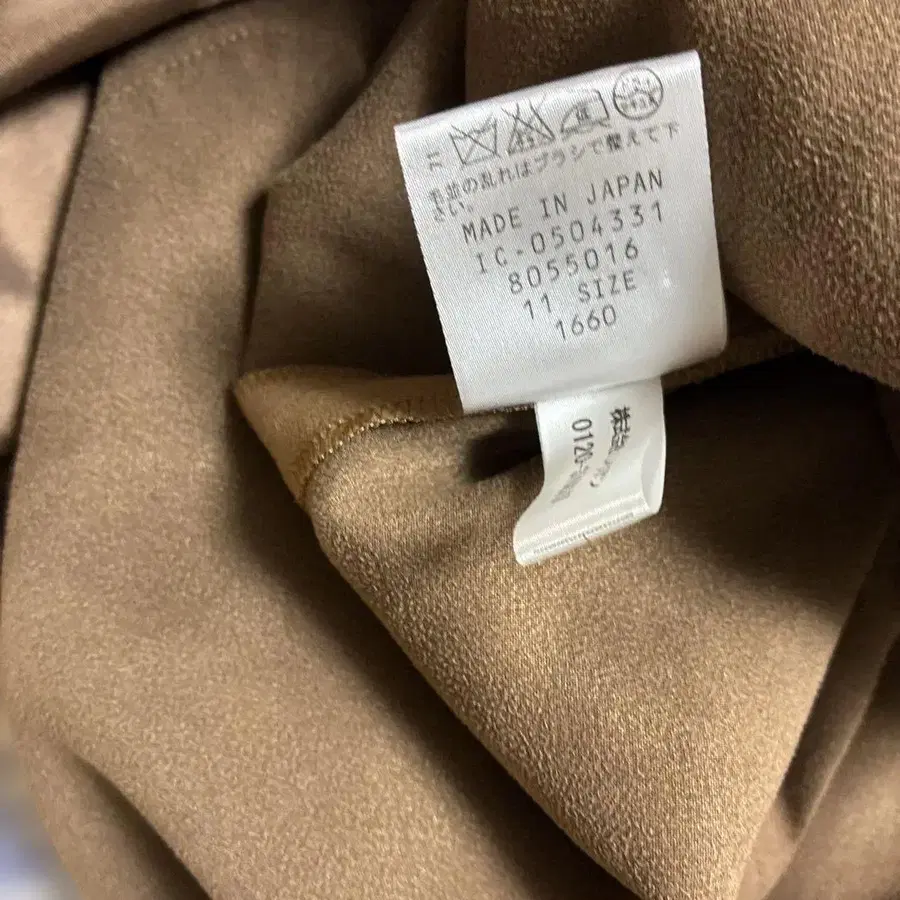 11
毛並の乱れはブラシで整えて下
さい。
MADE IN JAPAN
IC-0504331
8055016
11 SIZE
1660
0120-